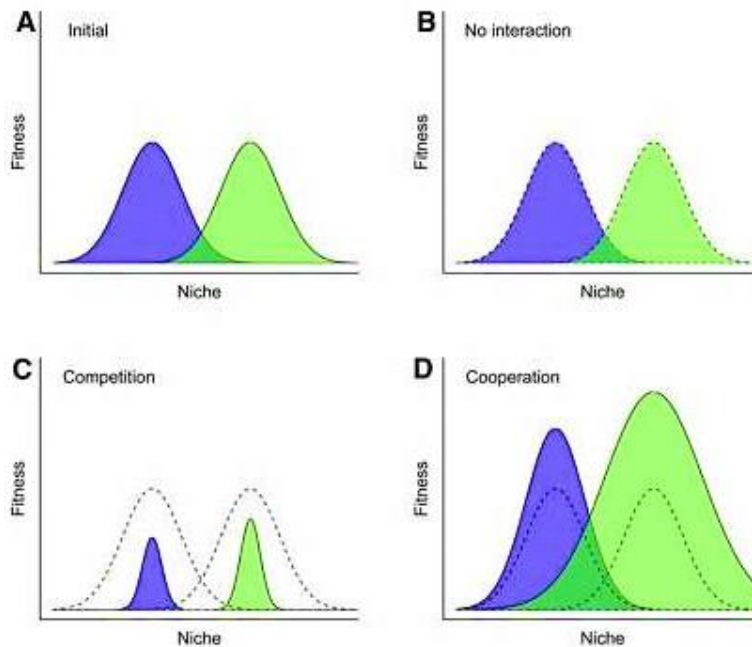 A
Initial
Fitness
Niche
B
No interaction
Fitness
Niche
C
Competition
Fitness
Niche
D
Cooperation
Fitness
Niche